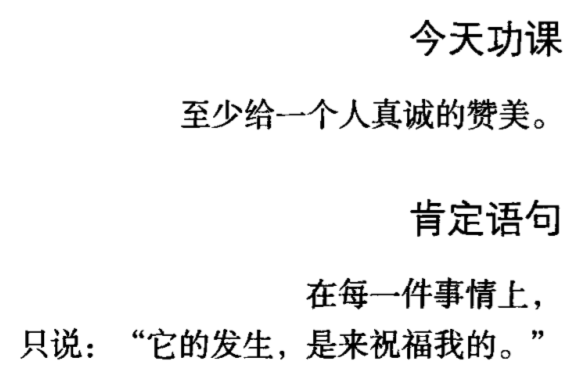 今天功课
至少给一个人真诚的赞美。
肯定语句
在每一件事情上，
只说：“它的发生，是来祝福我的。”